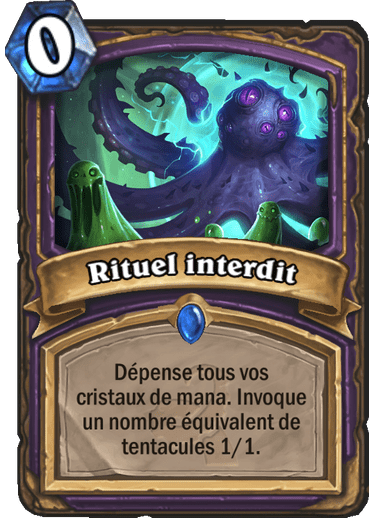 0
Rituel interdit
Dépense tous vos
cristaux de mana. Invoque
un nombre équivalent de
tentacules 1/1.